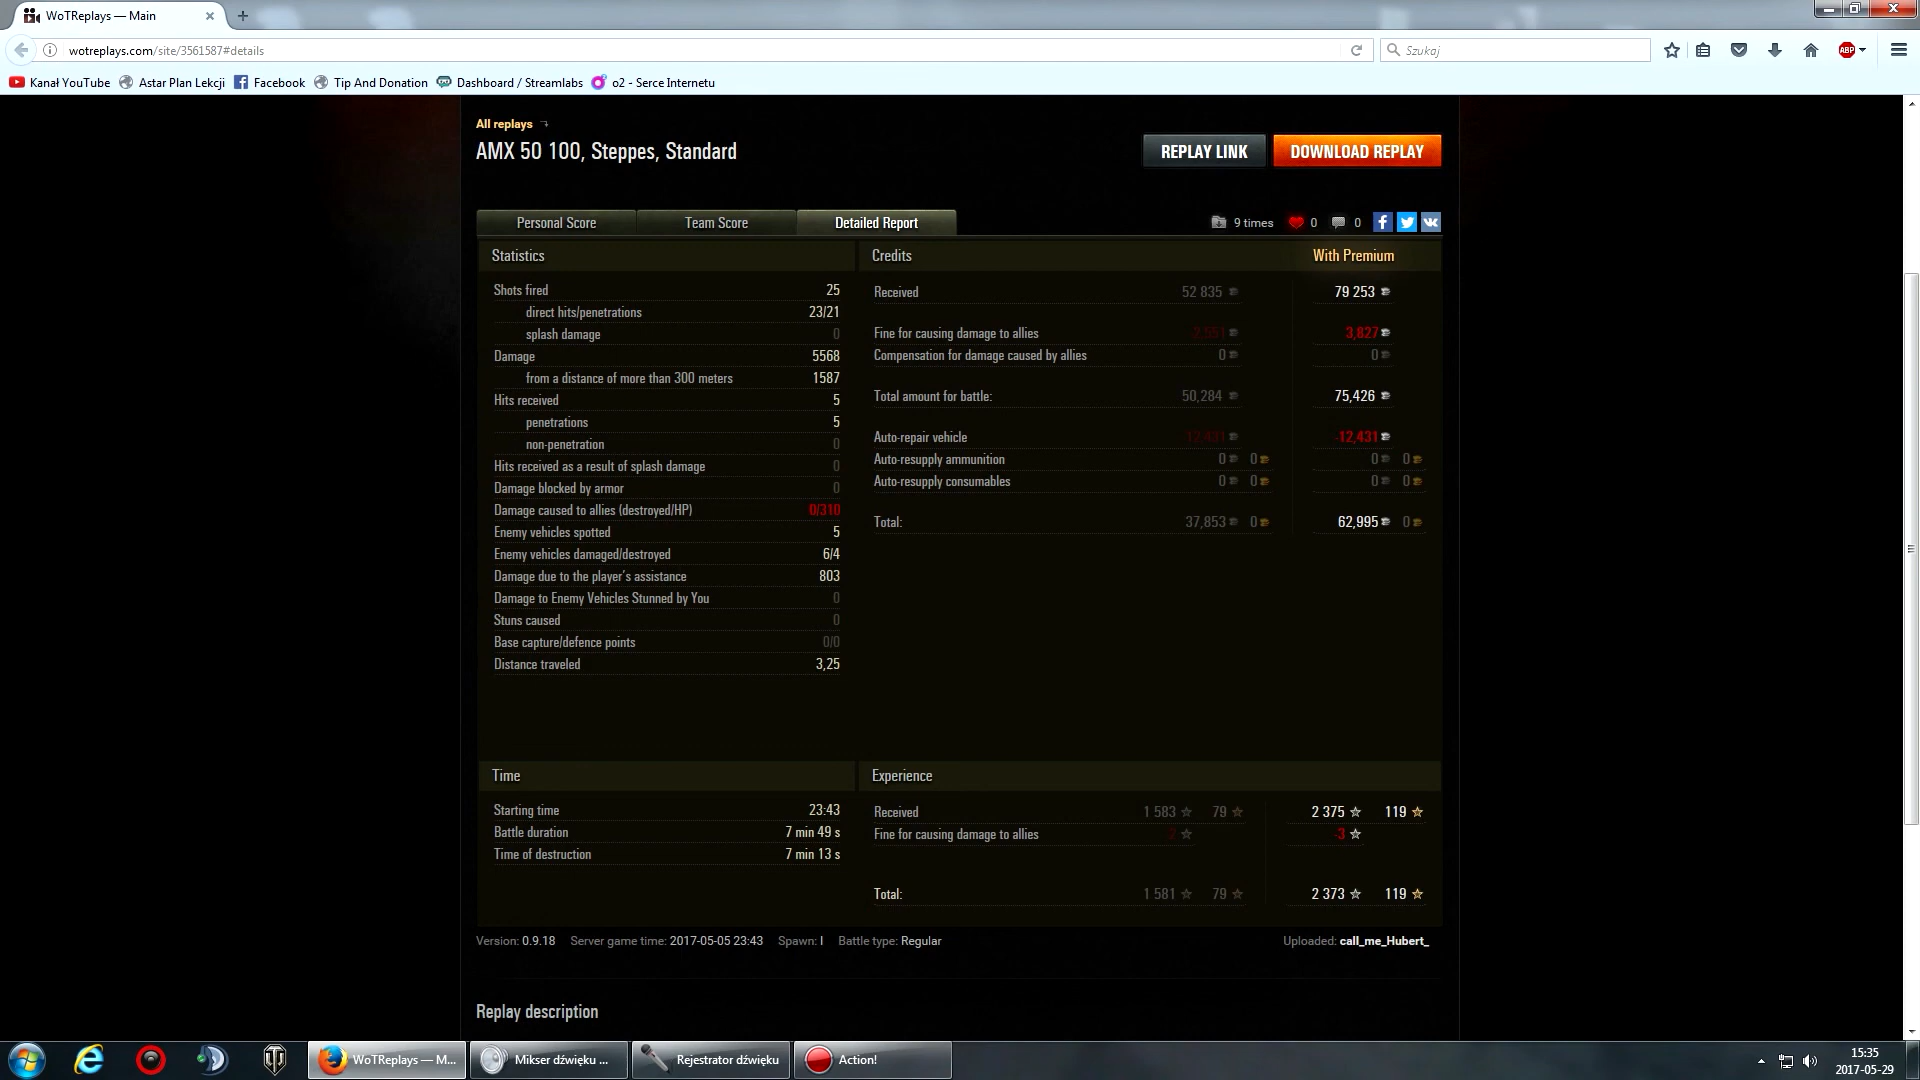 WoTReplays — Main
wotreplays.com/site/3561587#details
Szukaj
ABP
Kanał YouTube Astar Plan Lekcji Facebook Tip And Donation Dashboard / Streamlabs o2 - Serce Internetu
All replays
AMX 50 100, Steppes, Standard
REPLAY LINK DOWNLOAD REPLAY
Personal Score Team Score Detailed Report 9 times 0 0
Statistics
Shots fired 25
direct hits/penetrations 23/21
splash damage 0
Damage 5568
from a distance of more than 300 meters 1587
Hits received 5
penetrations 5
non-penetration 0
Hits received as a result of splash damage 0
Damage blocked by armor 0
Damage caused to allies (destroyed/HP) 0/310
Enemy vehicles spotted 5
Enemy vehicles damaged/destroyed 6/4
Damage due to the player's assistance 803
Damage to Enemy Vehicles Stunned by You 0
Stuns caused 0
Base capture/defence points 0/0
Distance traveled 3,25
Credits With Premium
Received 52 835 79 253
Fine for causing damage to allies -2,551 3,827
Compensation for damage caused by allies 0 0
Total amount for battle: 50,284 75,426
Auto-repair vehicle -12,431 -12,431
Auto-resupply ammunition 0 0 0 0
Auto-resupply consumables 0 0 0 0
Total: 37,853 0 62,995 0
Time
Starting time 23:43
Battle duration 7 min 49 s
Time of destruction 7 min 13 s
Experience
Received 1 583 79 2 375 119
Fine for causing damage to allies 2 -3
Total: 1 581 79 2 373 119
Version: 0.9.18 Server game time: 2017-05-05 23:43 Spawn: I Battle type: Regular Uploaded: call_me_Hubert_
Replay description
WoTReplays — M... Mikser dźwięku ... Rejestrator dźwięku Action!
15:35
2017-05-29